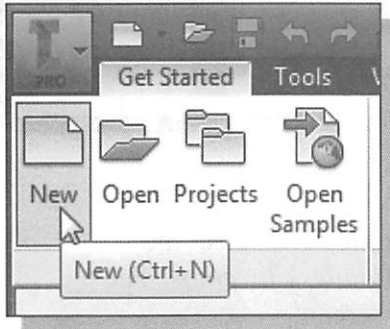 PRO
Get Started Tools
New Open Projects Open
Samples
New (Ctrl+N)